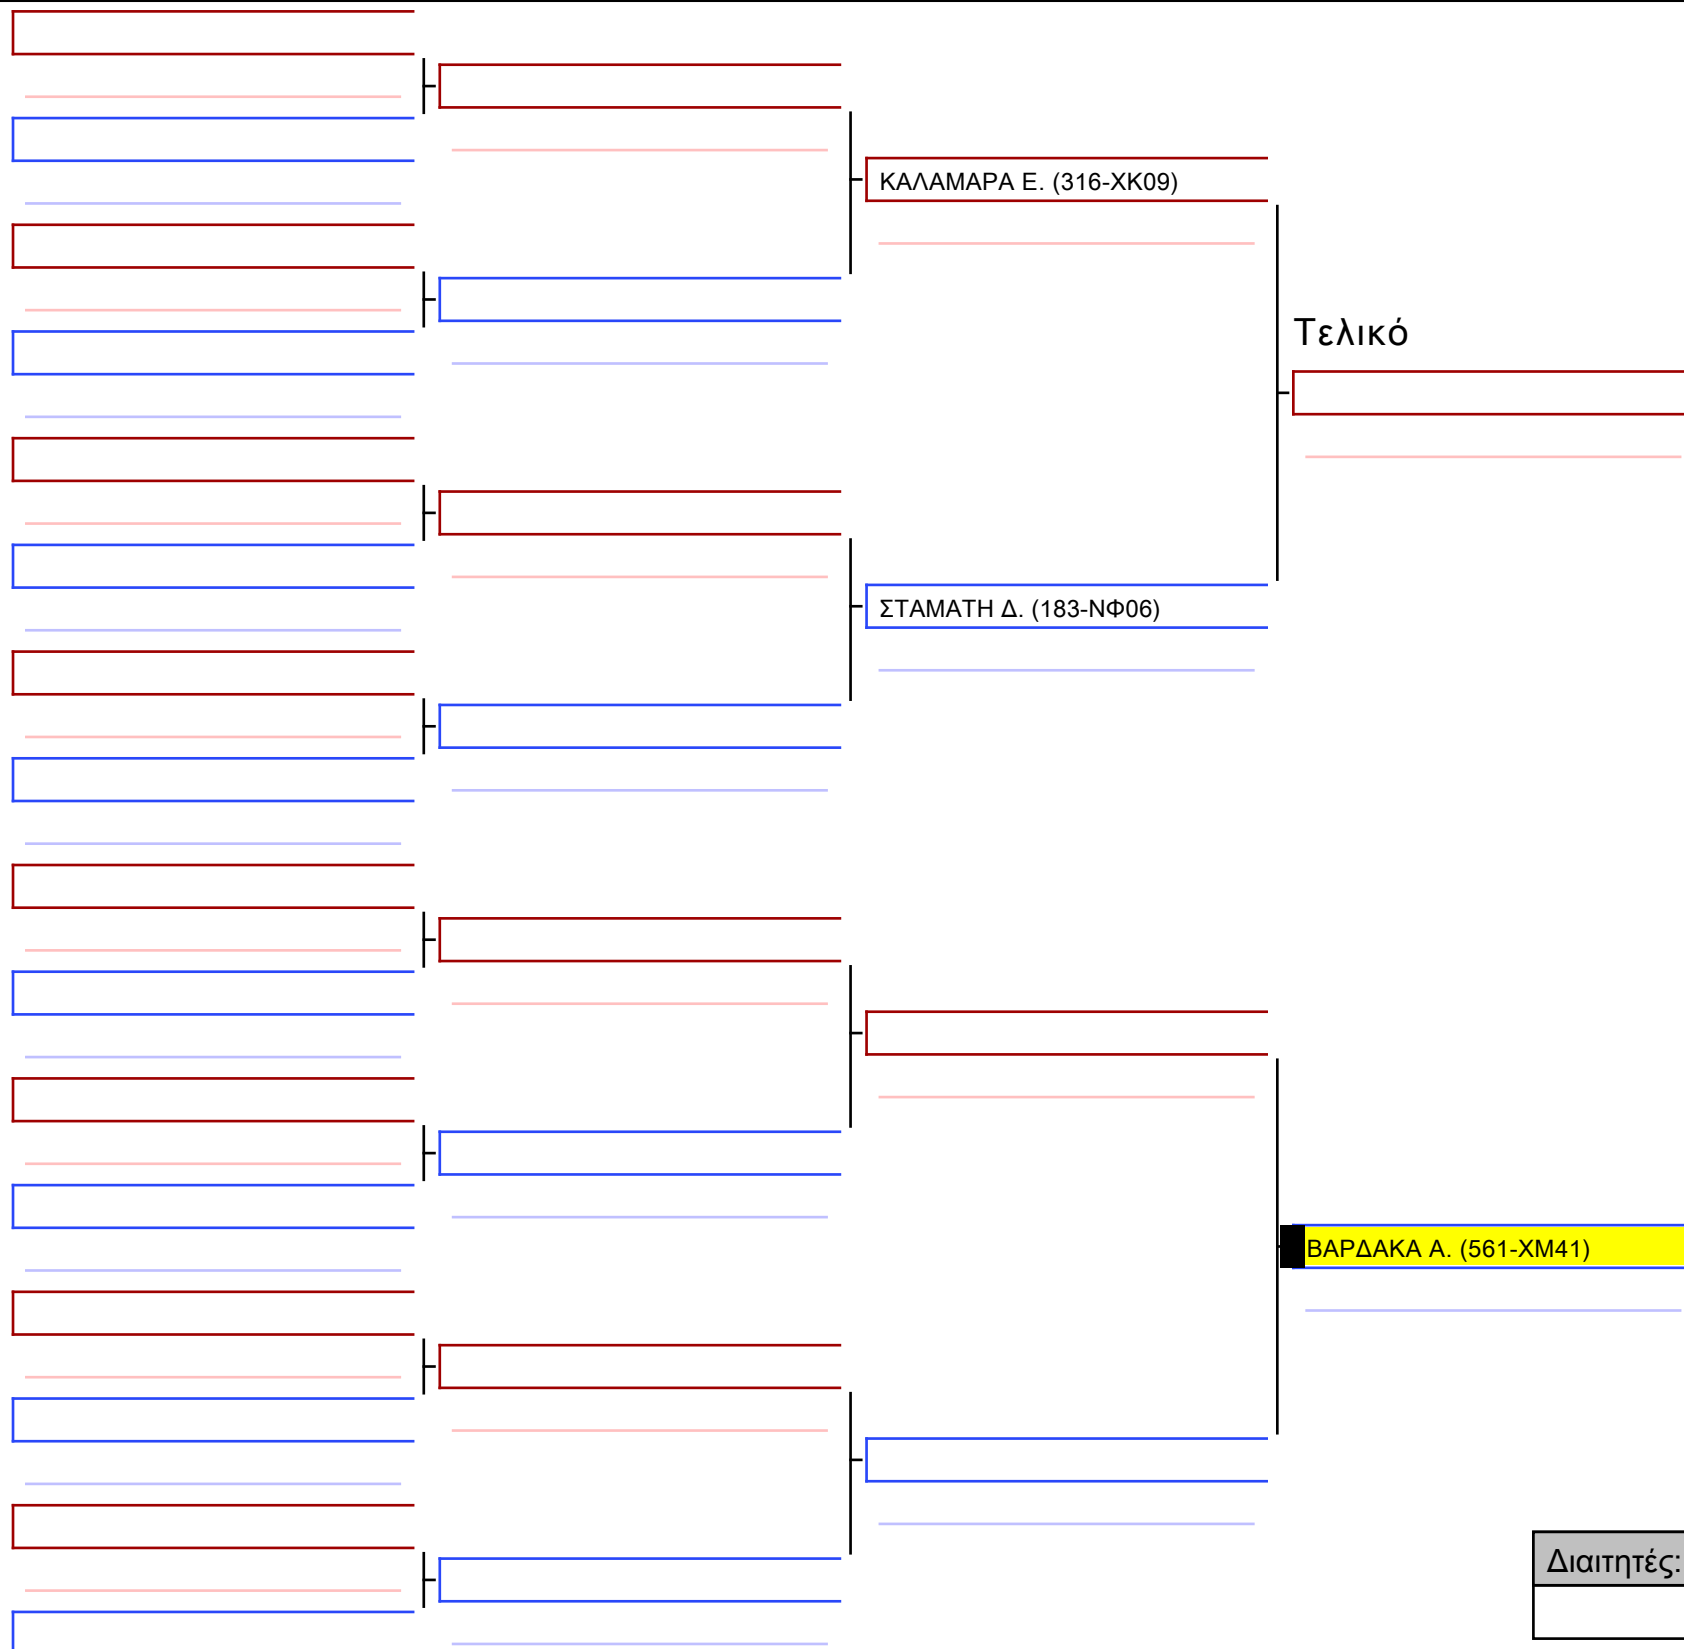 ΚΑΛΑΜΑΡΑ Ε. (316-ΧΚ09)
Τελικό
ΣΤΑΜΑΤΗ Δ. (183-ΝΦ06)
ΒΑΡΔΑΚΑ Α. (561-ΧΜ41)
Διαιτητές: